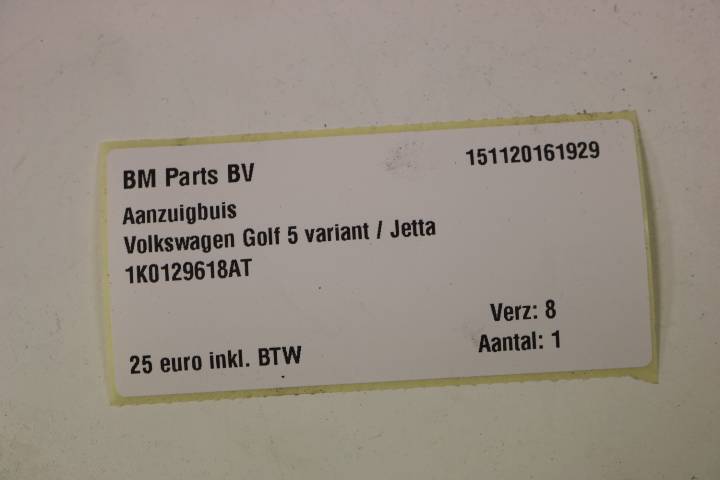 BM Parts BV
151120161929
Aanzuigbuis
Volkswagen Golf 5 variant / Jetta
1K0129618AT
Verz: 8
25 euro inkl. BTW
Aantal: 1